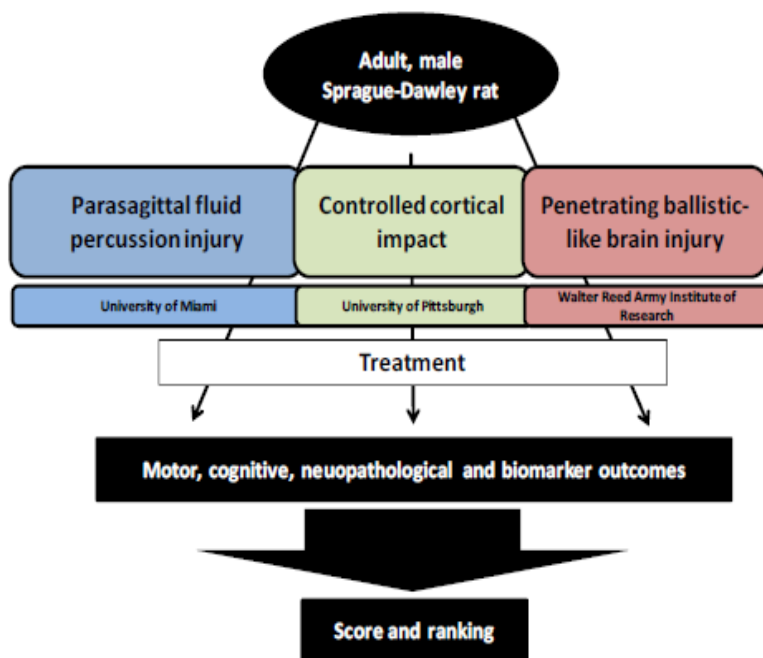 Adult, male
Sprague-Dawley rat
Parasagittal fluid
percussion injury
Controlled cortical
impact
Penetrating ballistic-
like brain injury
University of Miami
University of Pittsburgh
Walter Reed Army Institute of
Research
Treatment
Motor, cognitive, neuopathological and biomarker outcomes
Score and ranking